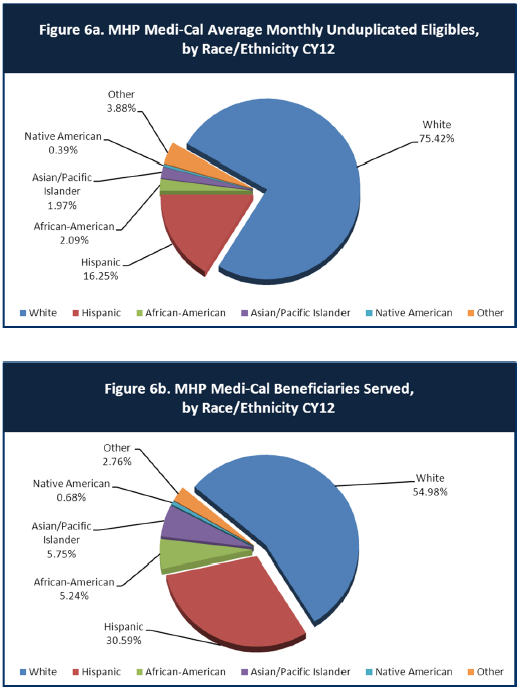 Figure 6a. MHP Medi-Cal Average Monthly Unduplicated Eligibles,
by Race/Ethnicity CY12
Other
3.88%
White
75.42%
Native American
0.39%
Asian/Pacific
Islander
1.97%
African-American
2.09%
Hispanic
16.25%
White Hispanic African-American Asian/Pacific Islander Native American Other
Figure 6b. MHP Medi-Cal Beneficiaries Served,
by Race/Ethnicity CY12
Other
2.76%
White
54.98%
Native American
0.68%
Asian/Pacific
Islander
5.75%
African-American
5.24%
Hispanic
30.59%
White Hispanic African-American Asian/Pacific Islander Native American Other